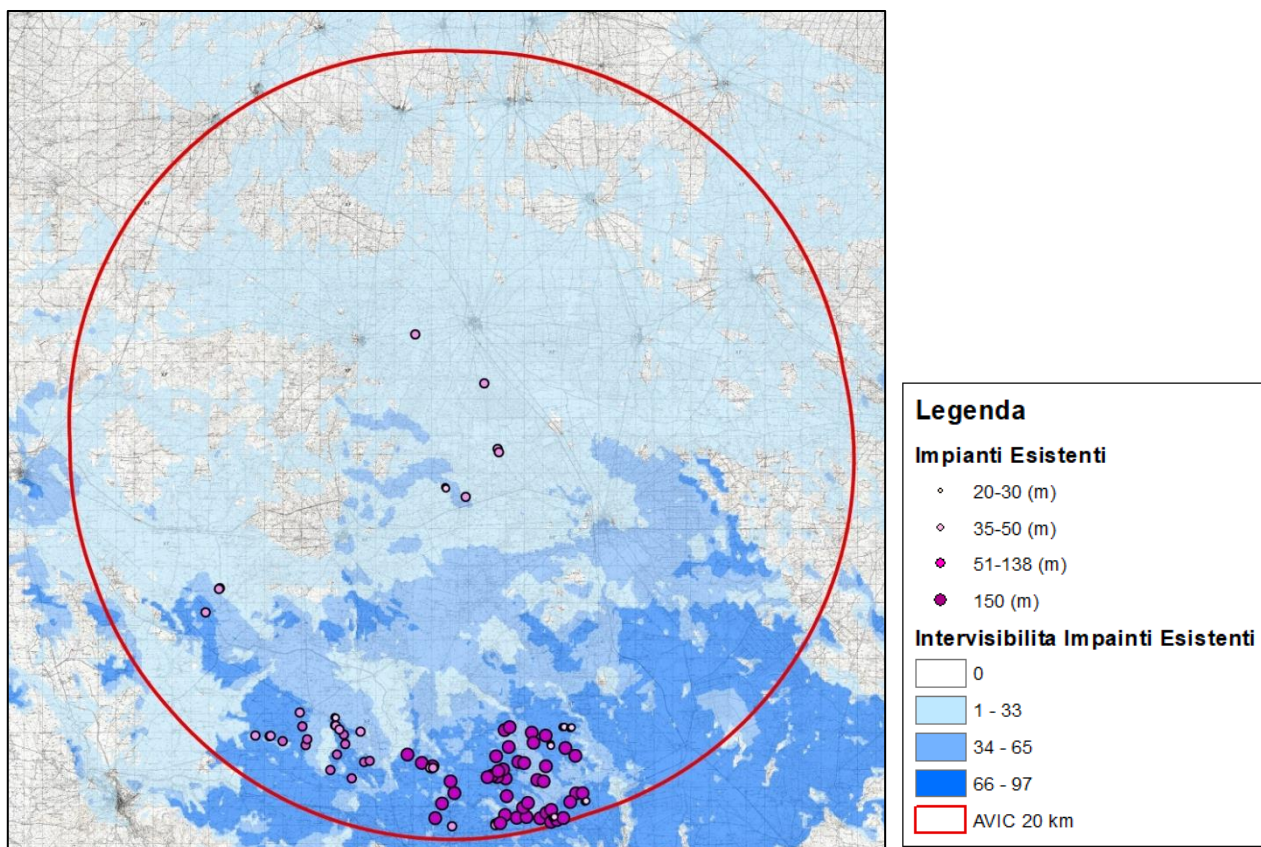 Legenda
Impianti Esistenti
20-30 (m)
35-50 (m)
51-138 (m)
150 (m)
Intervisibilita Impainti Esistenti
0
1 - 33
34 - 65
66 - 97
AVIC 20 km